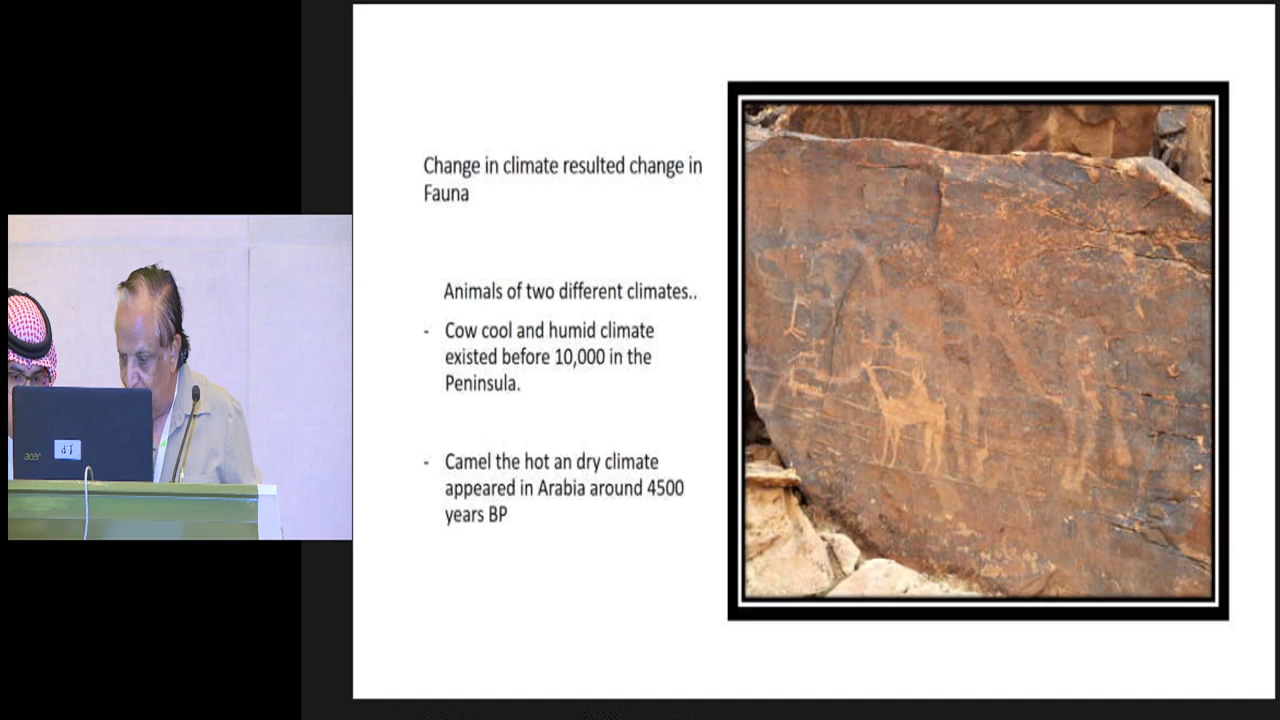 Change in climate resulted change in
Fauna
Animals of two different climates..
- Cow cool and humid climate
existed before 10,000 in the
Peninsula.
- Camel the hot an dry climate
appeared in Arabia around 4500
years BP
acer